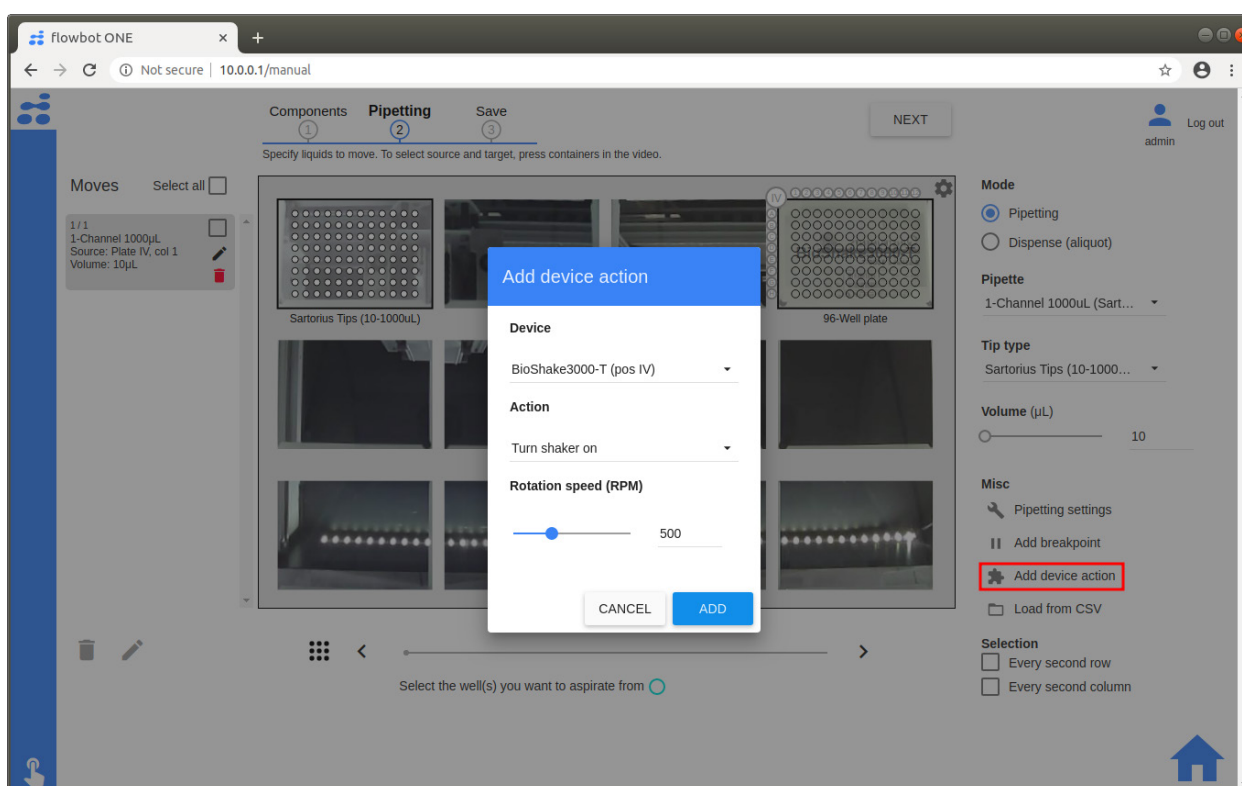 flowbot ONE
Not secure | 10.0.0.1/manual
Components Pipetting Save
1 2 3
Specify liquids to move. To select source and target, press containers in the video.
NEXT
admin
Log out
Moves Select all
1 / 1
1-Channel 1000µL
Source: Plate IV, col 1
Volume: 10µL
IV
Sartorius Tips (10-1000uL)
96-Well plate
Add device action
Device
BioShake3000-T (pos IV)
Action
Turn shaker on
Rotation speed (RPM)
500
CANCEL ADD
Select the well(s) you want to aspirate from
Mode
Pipetting
Dispense (aliquot)
Pipette
1-Channel 1000uL (Sart...
Tip type
Sartorius Tips (10-1000...
Volume (µL)
10
Misc
Pipetting settings
Add breakpoint
Add device action
Load from CSV
Selection
Every second row
Every second column